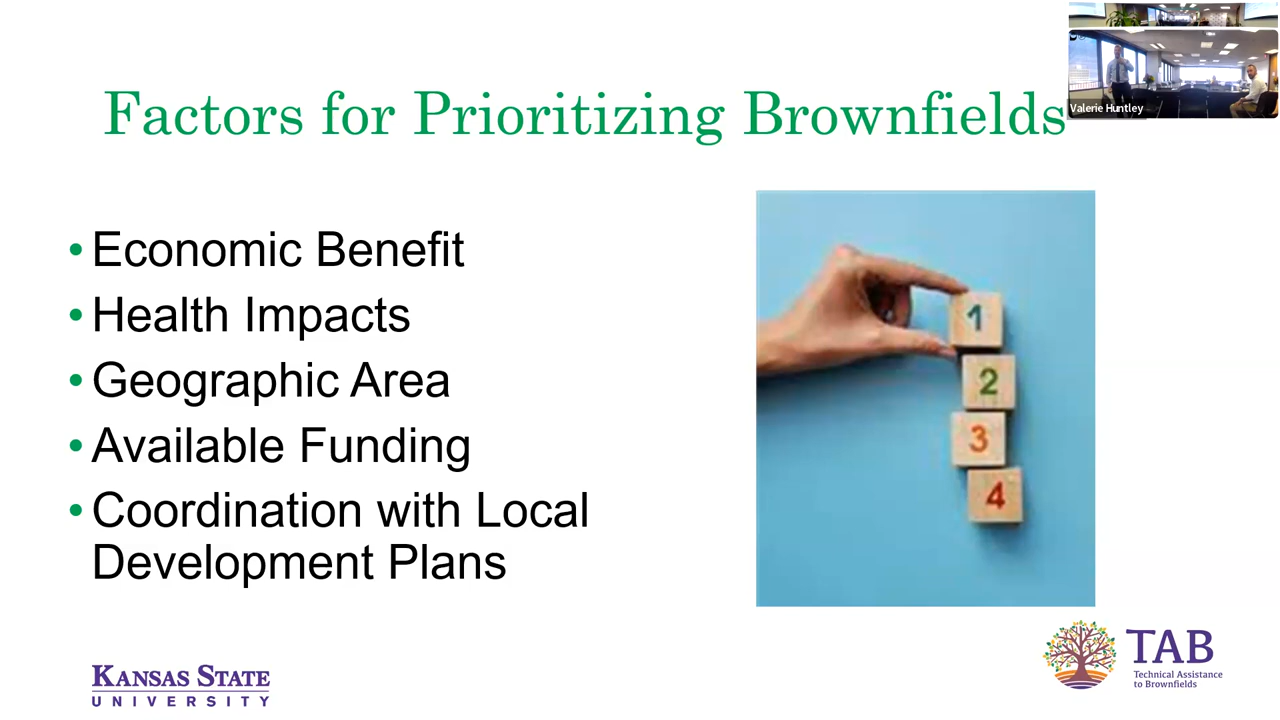 Factors for Prioritizing Brownfields
Valerie Huntley
• Economic Benefit
• Health Impacts
• Geographic Area
• Available Funding
• Coordination with Local
Development Plans
1
2
3
4
KANSAS STATE
UNIVERSITY
TAB
Technical Assistance
to Brownfields